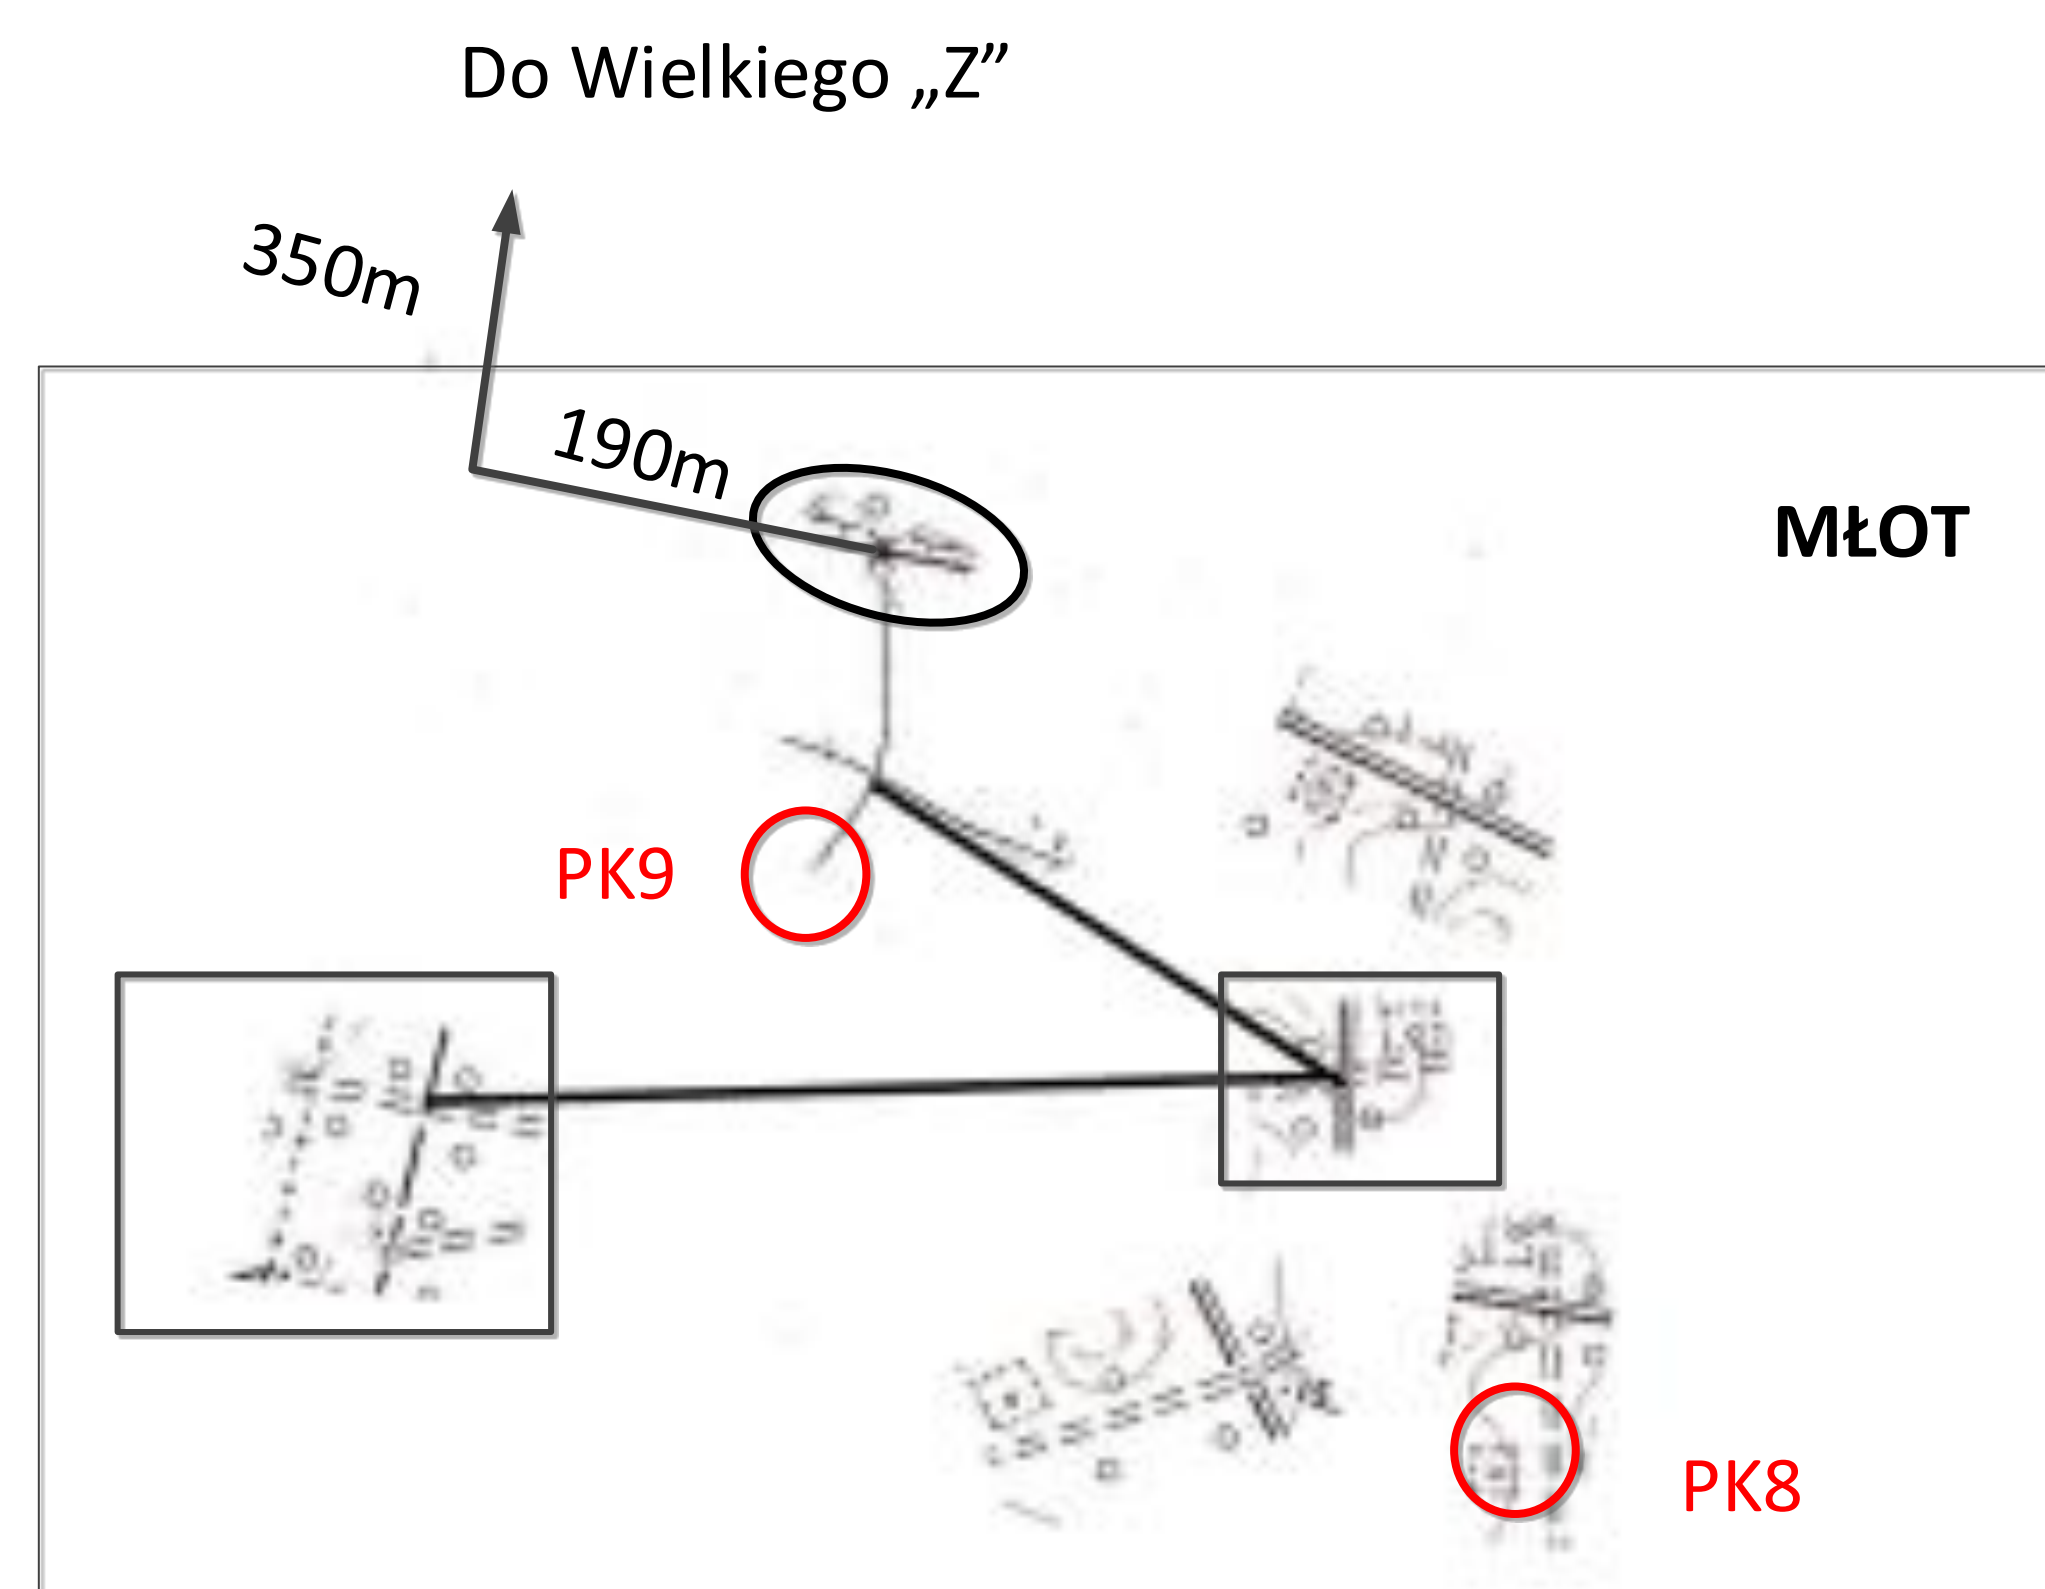 Do Wielkiego „Z”
350m
190m
MŁOT
PK9
PK8